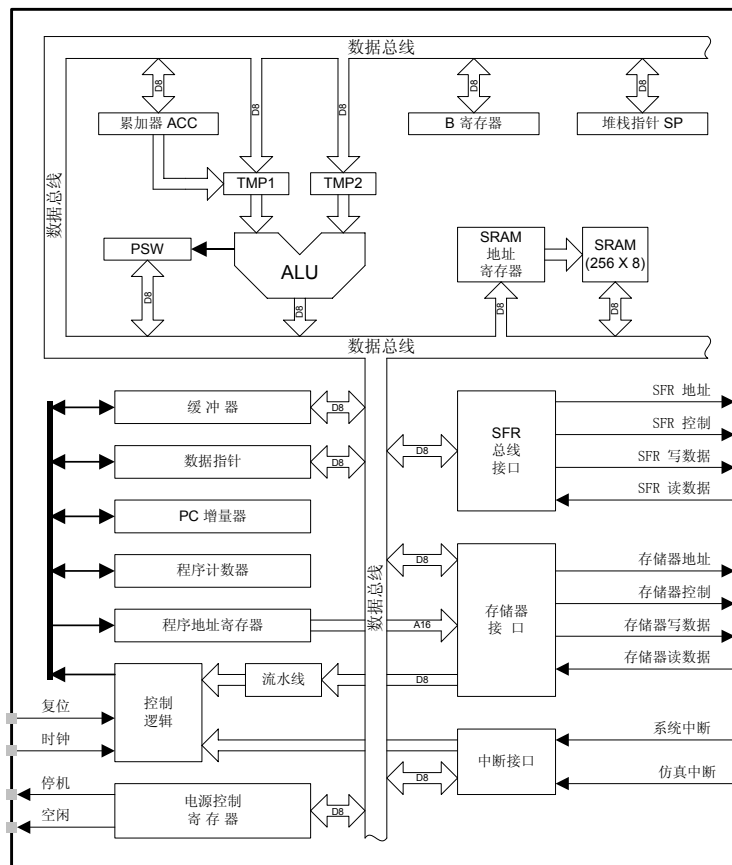 数据总线
D8
D8
D8
D8
D8
累加器 ACC
B 寄存器
堆栈指针 SP
数据总线
TMP1
TMP2
PSW
ALU
SRAM
地址
寄存器
SRAM
(256 X 8)
D8
D8
D8
D8
数据总线
缓 冲 器
D8
SFR 地址
数据指针
D8
D8
SFR
总线
接口
SFR 控制
SFR 写数据
SFR 读数据
PC 增量器
程序计数器
D8
存储器地址
存储器控制
程序地址寄存器
数据总线
A16
存储器
接 口
存储器写数据
存储器读数据
控制
逻辑
流水线
D8
复位
时钟
系统中断
中断接口
仿真中断
D8
停机
空闲
电源控制
寄 存 器
D8